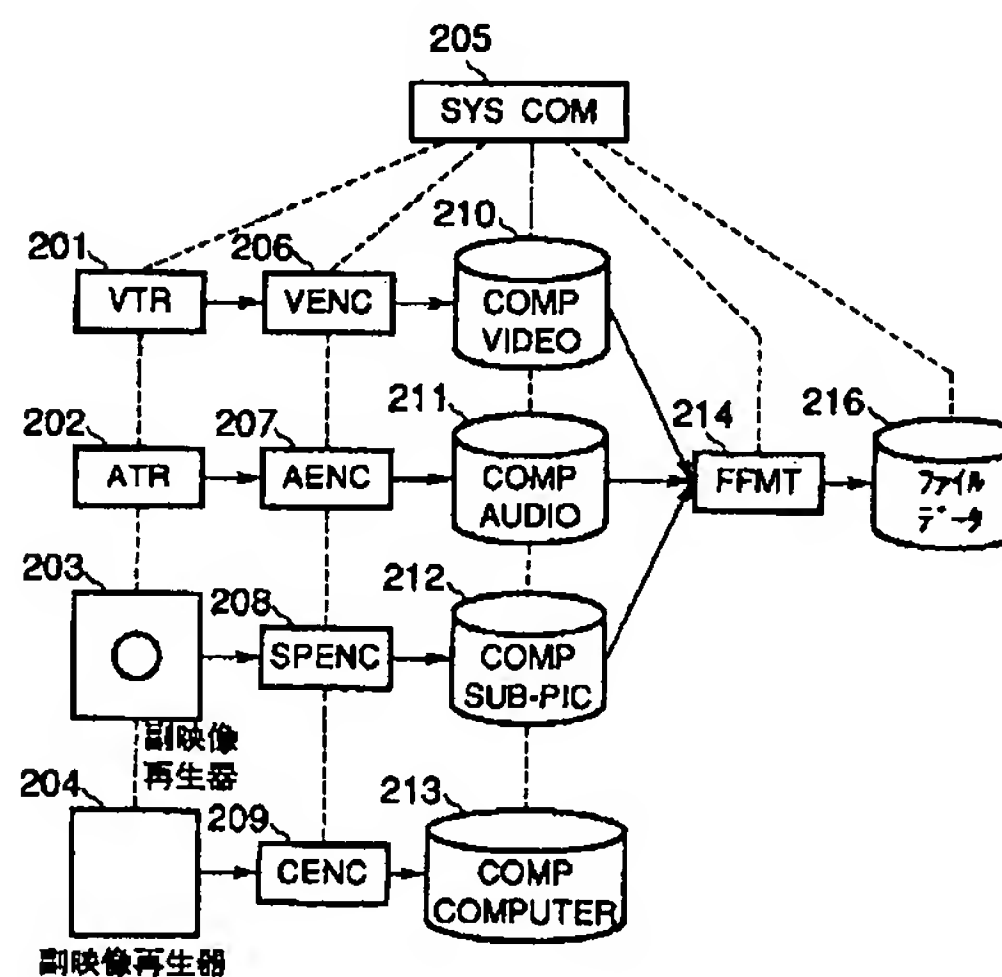 205
SYS COM
201
VTR
206
VENC
210
COMP
VIDEO
202
ATR
207
AENC
211
COMP
AUDIO
214
FFMT
216
ファイル
データ
203
副映像
再生器
208
SPENC
212
COMP
SUB-PIC
204
副映像再生器
209
CENC
213
COMP
COMPUTER